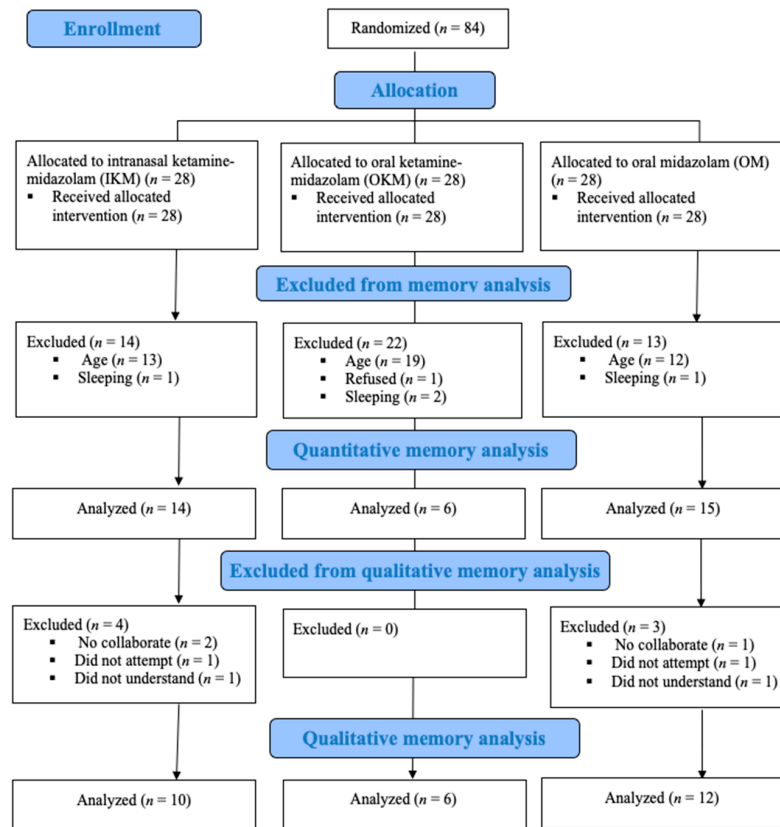 Enrollment
Randomized (n = 84)
Allocation
Allocated to intranasal ketamine-
midazolam (IKM) (n = 28)
▪ Received allocated
intervention (n = 28)
Allocated to oral ketamine-
midazolam (OKM) (n = 28)
▪ Received allocated
intervention (n = 28)
Allocated to oral midazolam (OM)
(n = 28)
▪ Received allocated
intervention (n = 28)
Excluded from memory analysis
Excluded (n = 14)
▪ Age (n = 13)
▪ Sleeping (n = 1)
Excluded (n = 22)
▪ Age (n = 19)
▪ Refused (n = 1)
▪ Sleeping (n = 2)
Excluded (n = 13)
▪ Age (n = 12)
▪ Sleeping (n = 1)
Quantitative memory analysis
Analyzed (n = 14)
Analyzed (n = 6)
Analyzed (n = 15)
Excluded from qualitative memory analysis
Excluded (n = 4)
▪ No collaborate (n = 2)
▪ Did not attempt (n = 1)
▪ Did not understand (n = 1)
Excluded (n = 0)
Excluded (n = 3)
▪ No collaborate (n = 1)
▪ Did not attempt (n = 1)
▪ Did not understand (n = 1)
Qualitative memory analysis
Analyzed (n = 10)
Analyzed (n = 6)
Analyzed (n = 12)